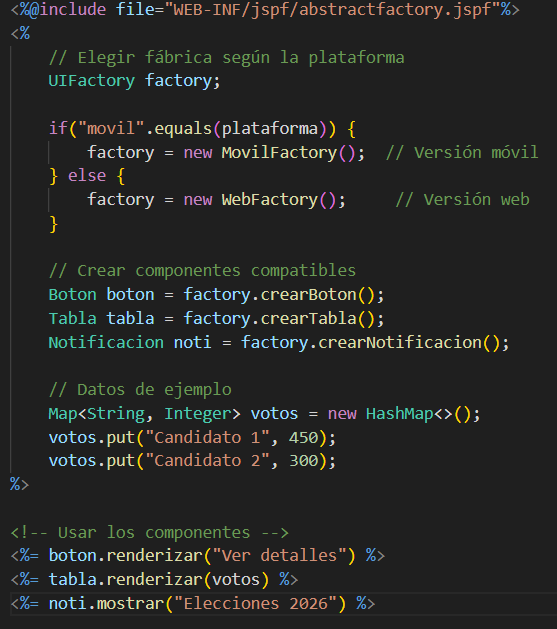 <%@include file="WEB-INF/jspf/abstractfactory.jspf"%>
<%
// Elegir fábrica según la plataforma
UIFactory factory;
if("movil".equals(plataforma)) {
factory = new MovilFactory();  // Versión móvil
} else {
factory = new WebFactory();     // Versión web
}
// Crear componentes compatibles
Boton boton = factory.crearBoton();
Tabla tabla = factory.crearTabla();
Notificacion noti = factory.crearNotificacion();
// Datos de ejemplo
Map<String, Integer> votos = new HashMap<>();
votos.put("Candidato 1", 450);
votos.put("Candidato 2", 300);
%>
<!-- Usar los componentes -->
<%= boton.renderizar("Ver detalles") %>
<%= tabla.renderizar(votos) %>
<%= noti.mostrar("Elecciones 2026") %>